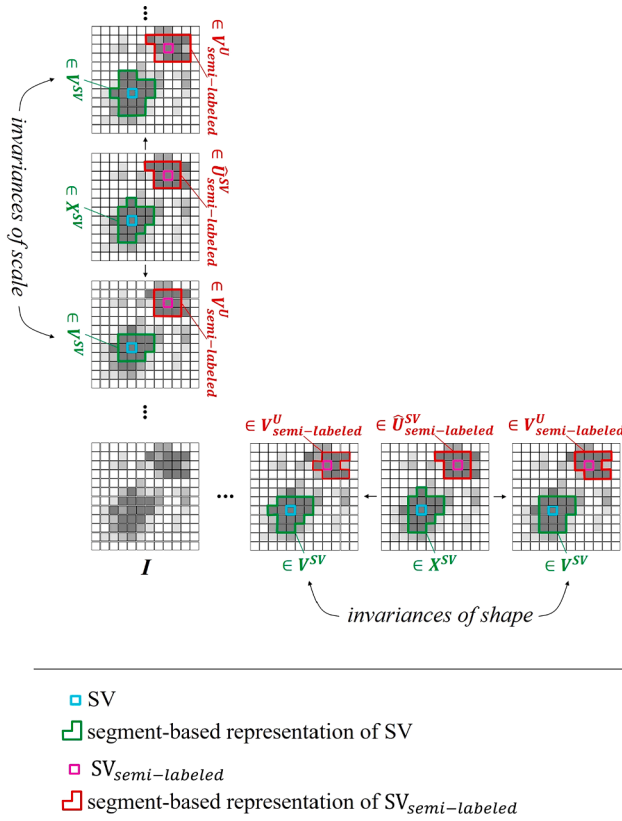 ⋮
∈ V^U_semi−labeled
∈ V^SV
∈ Û^SV_semi−labeled
∈ X^SV
invariances of scale
∈ V^U_semi−labeled
∈ V^SV
⋮
∈ V^U_semi−labeled ∈ Û^SV_semi−labeled ∈ V^U_semi−labeled
...
I ∈ V^SV ∈ X^SV ∈ V^SV
invariances of shape
SV
segment-based representation of SV
SV_semi−labeled
segment-based representation of SV_semi−labeled